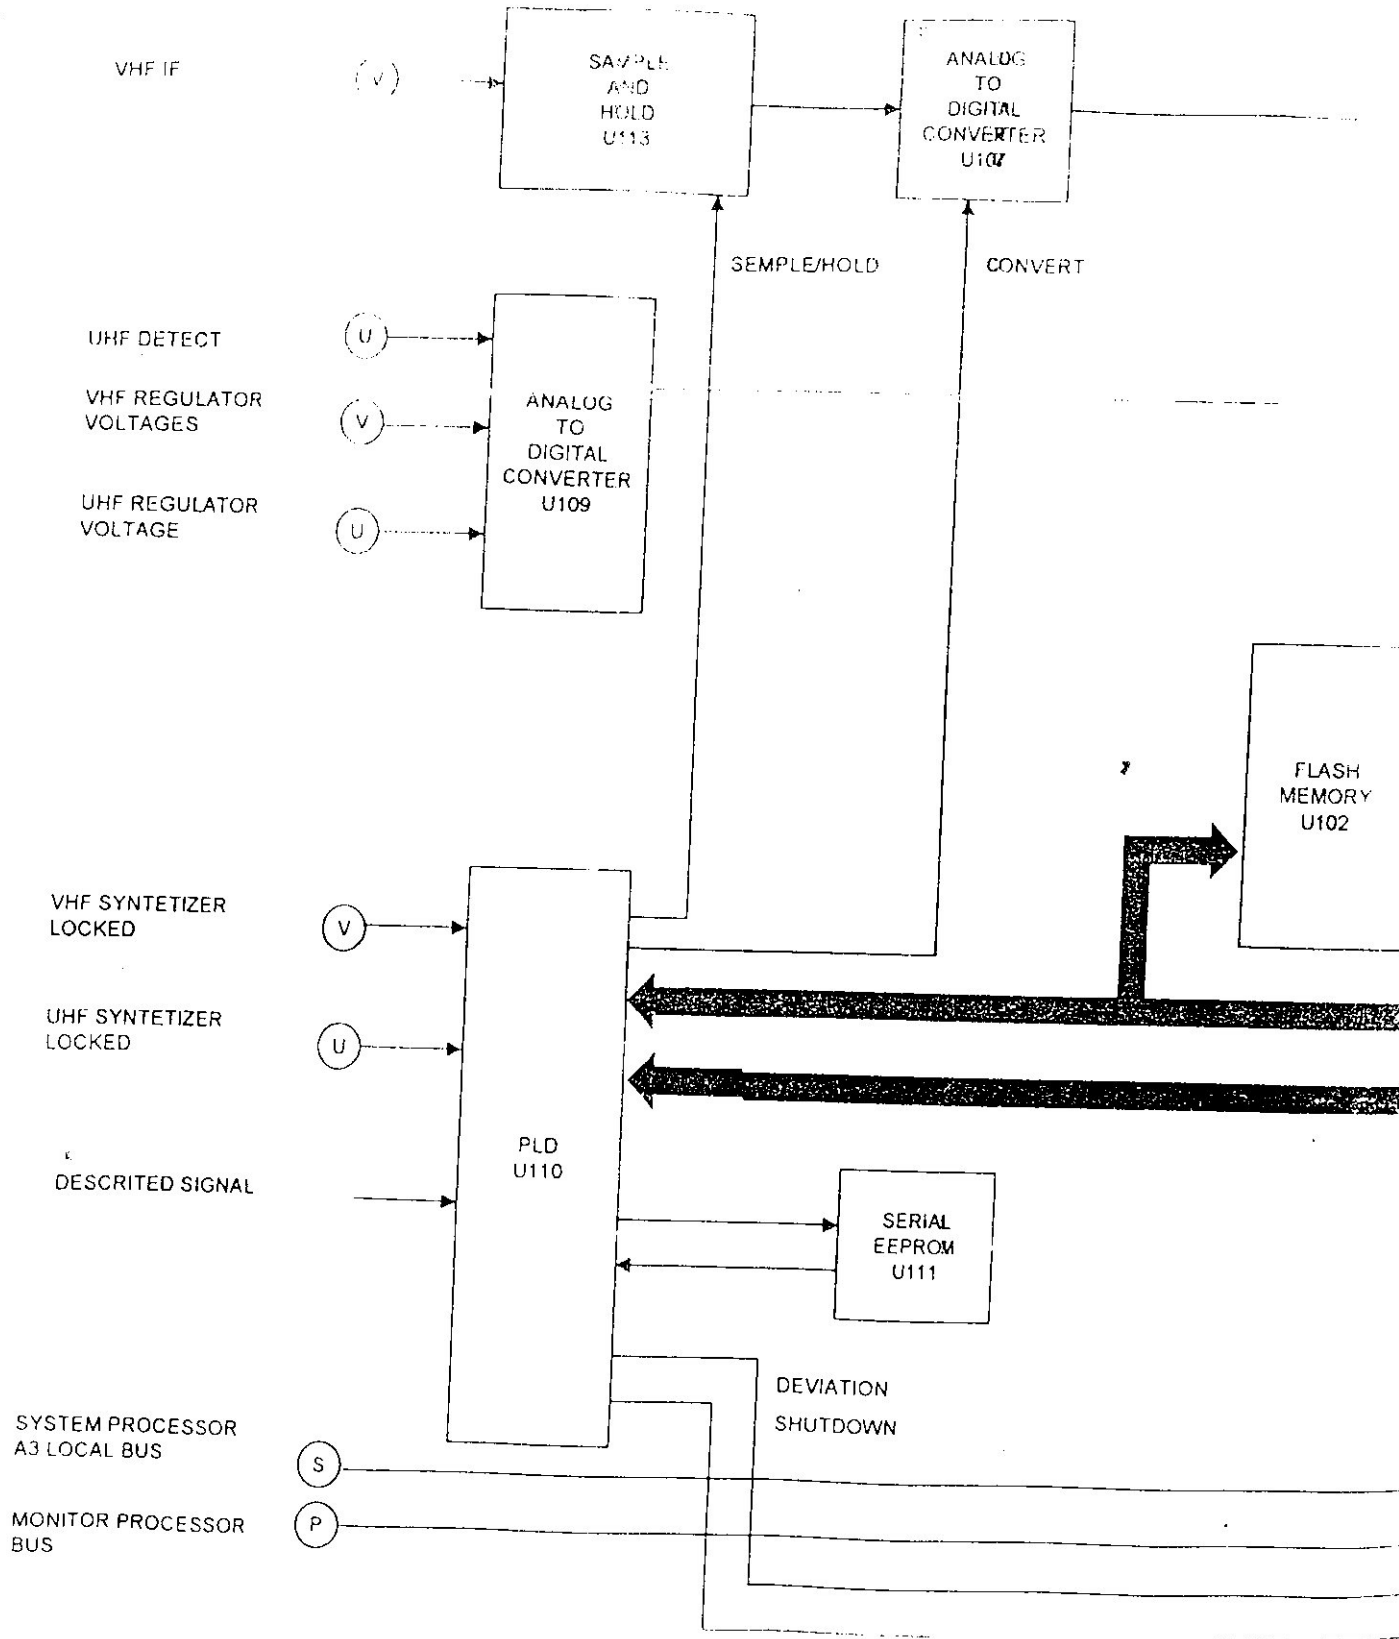 VHF IF
(V)
SAMPLE
AND
HOLD
U113
ANALOG
TO
DIGITAL
CONVERTER
U107
SEMPLE/HOLD
CONVERT
UHF DETECT
U
VHF REGULATOR
VOLTAGES
V
UHF REGULATOR
VOLTAGE
U
ANALOG
TO
DIGITAL
CONVERTER
U109
FLASH
MEMORY
U102
VHF SYNTETIZER
LOCKED
V
UHF SYNTETIZER
LOCKED
U
DESCRITED SIGNAL
PLD
U110
SERIAL
EEPROM
U111
DEVIATION
SHUTDOWN
SYSTEM PROCESSOR
A3 LOCAL BUS
S
MONITOR PROCESSOR
BUS
P